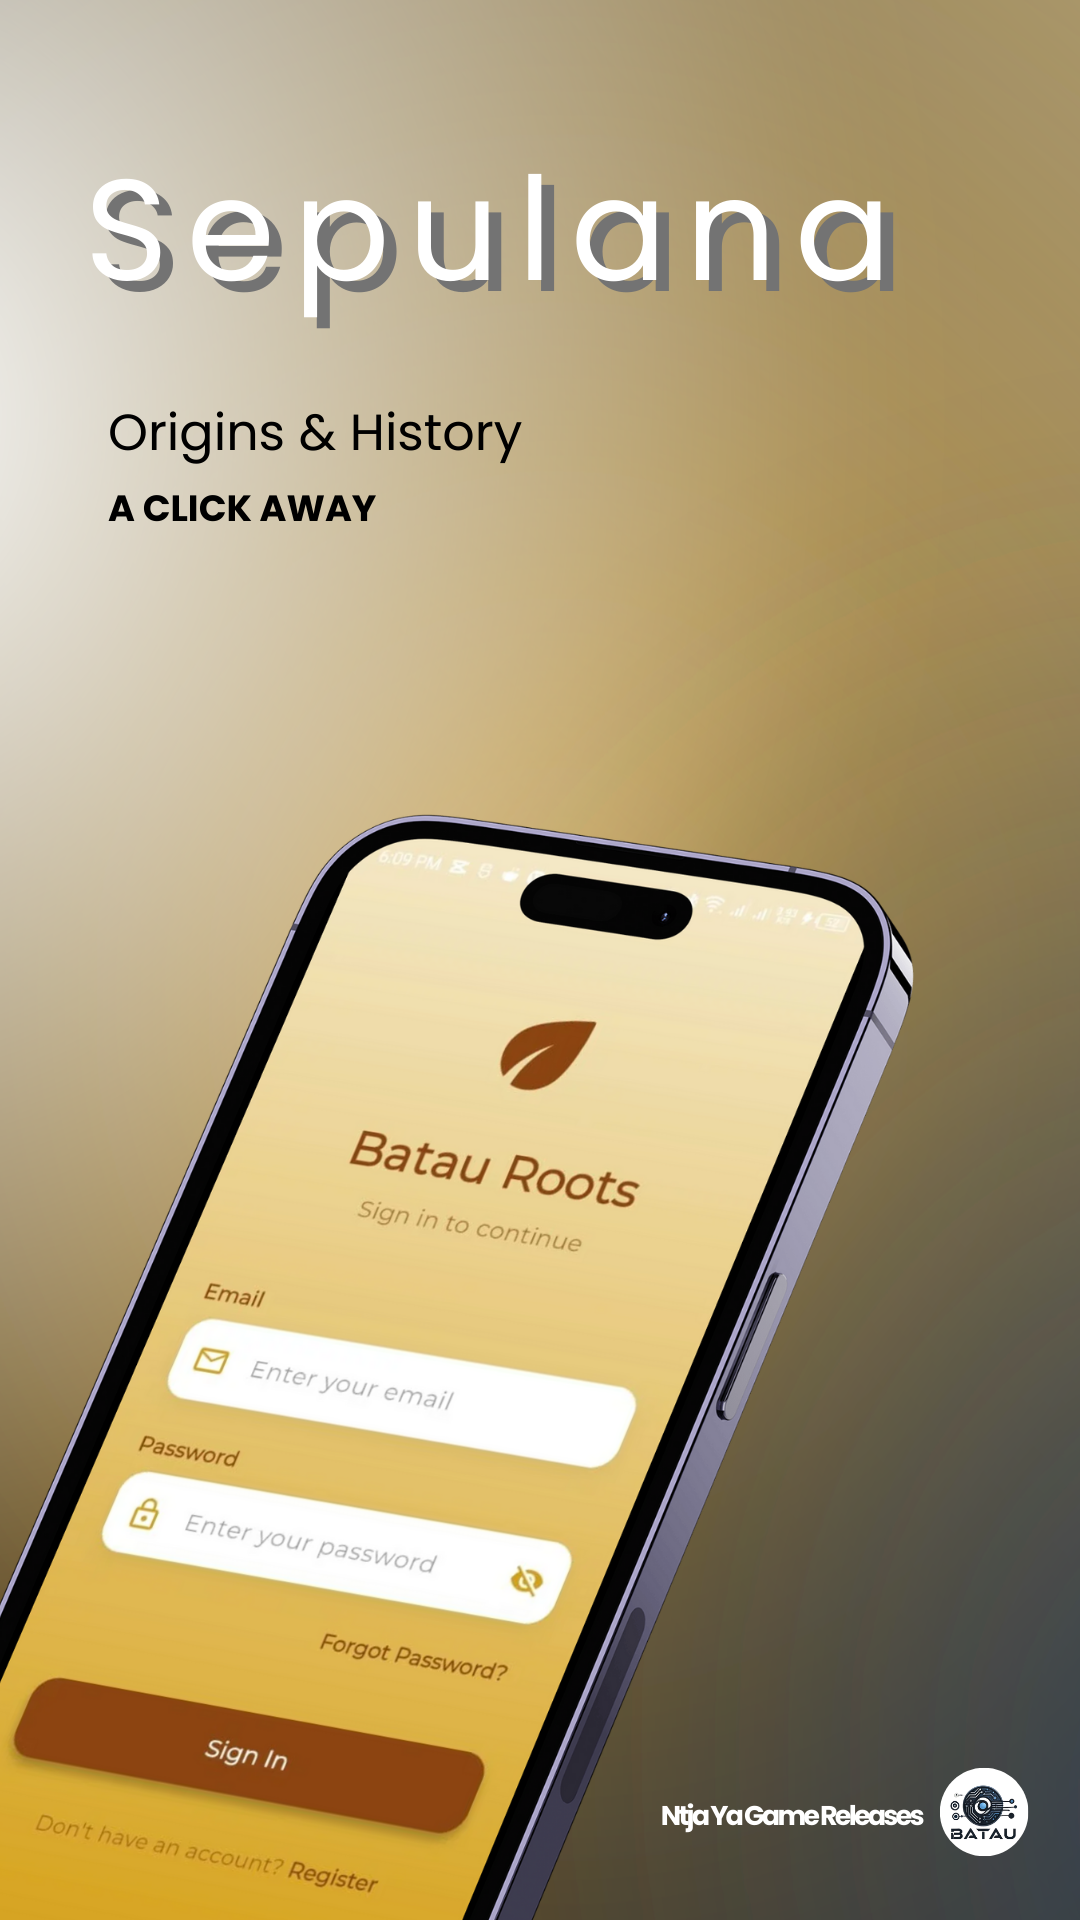 Sepulana
Origins & History
A CLICK AWAY
6:09 PM
Batau Roots
Sign in to continue
Email
Enter your email
Password
Enter your password
Forgot Password?
Sign In
Don't have an account? Register
Ntja Ya Game Releases
BATAU